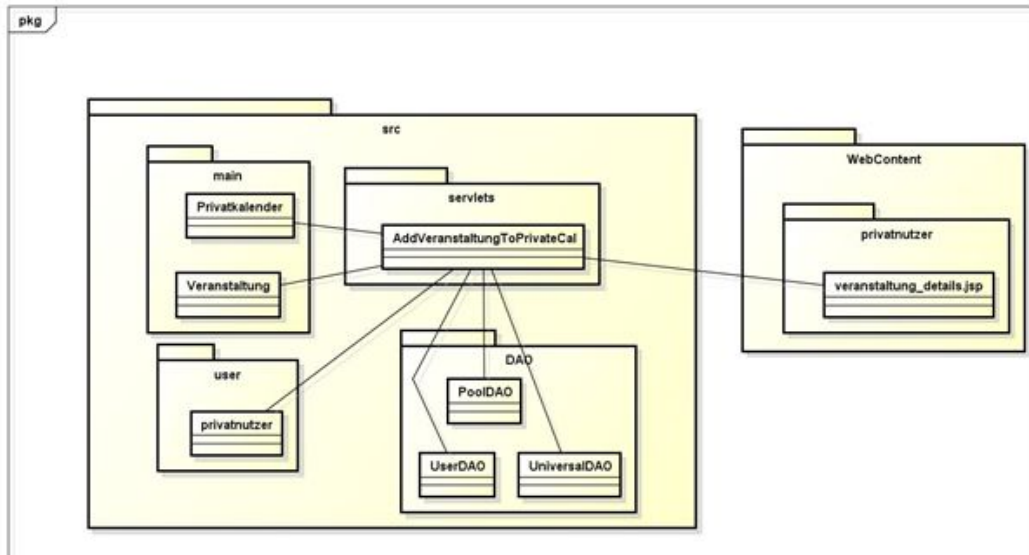 pkg
src
WebContent
main
servlets
Privatkalender
AddVeranstaltungToPrivateCal
privatnutzer
Veranstaltung
veranstaltung_details.jsp
user
DAO
PoolDAO
privatnutzer
UserDAO
UniversalDAO